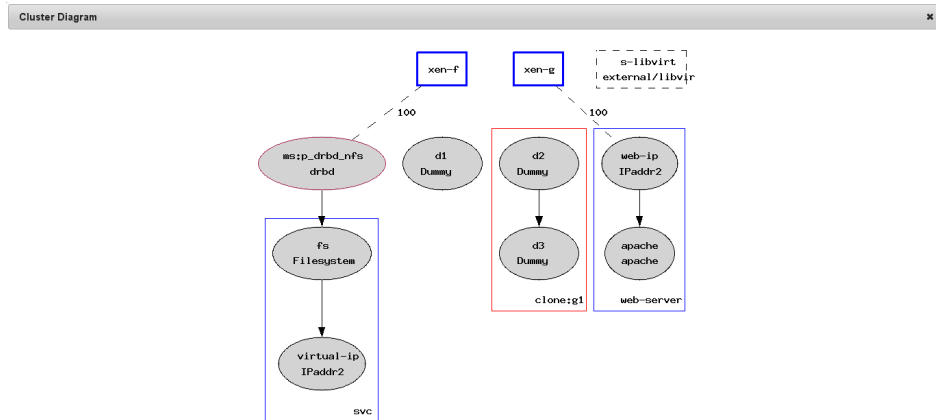 Cluster Diagram
xen-f
xen-g
s-libvirt
external/libvir
100
100
ms:p_drbd_nfs
drbd
d1
Dummy
d2
Dummy
web-ip
IPaddr2
fs
Filesystem
d3
Dummy
apache
apache
clone:g1
web-server
virtual-ip
IPaddr2
svc